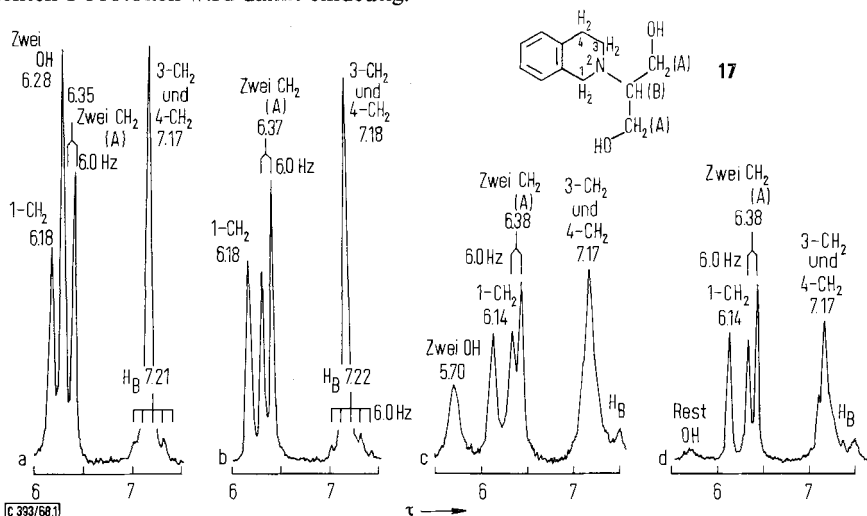 Zwei
OH
6.28
6.35
Zwei CH2
(A)
6.0 Hz
1-CH2
6.18
3-CH2
und
4-CH2
7.17
HB 7.21
a
6
7
Zwei CH2
(A)
6.37
6.0 Hz
1-CH2
6.18
3-CH2
und
4-CH2
7.18
HB 7.22
6.0 Hz
b
6
7
H2
4
3
H2
N
2
1
H2
OH
CH2(A)
CH (B)
CH2(A)
HO
17
Zwei CH2
(A)
6.38
6.0 Hz
1-CH2
6.14
Zwei OH
5.70
3-CH2
und
4-CH2
7.17
HB
c
6
7
Zwei CH2
(A)
6.38
6.0 Hz
1-CH2
6.14
Rest
OH
3-CH2
und
4-CH2
7.17
HB
d
6
7
C 393/68.1
τ